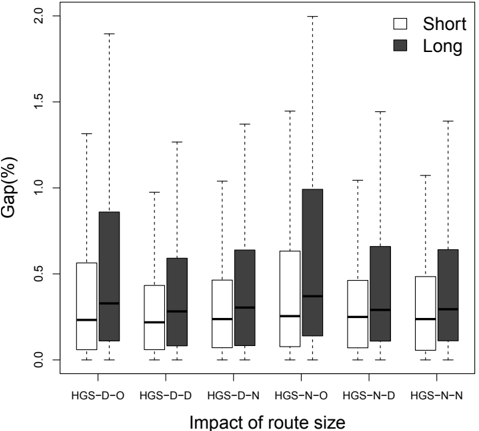 2.0
1.5
1.0
0.5
0.0
Gap(%)
Short
Long
HGS−D−O HGS−D−D HGS−D−N HGS−N−O HGS−N−D HGS−N−N
Impact of route size